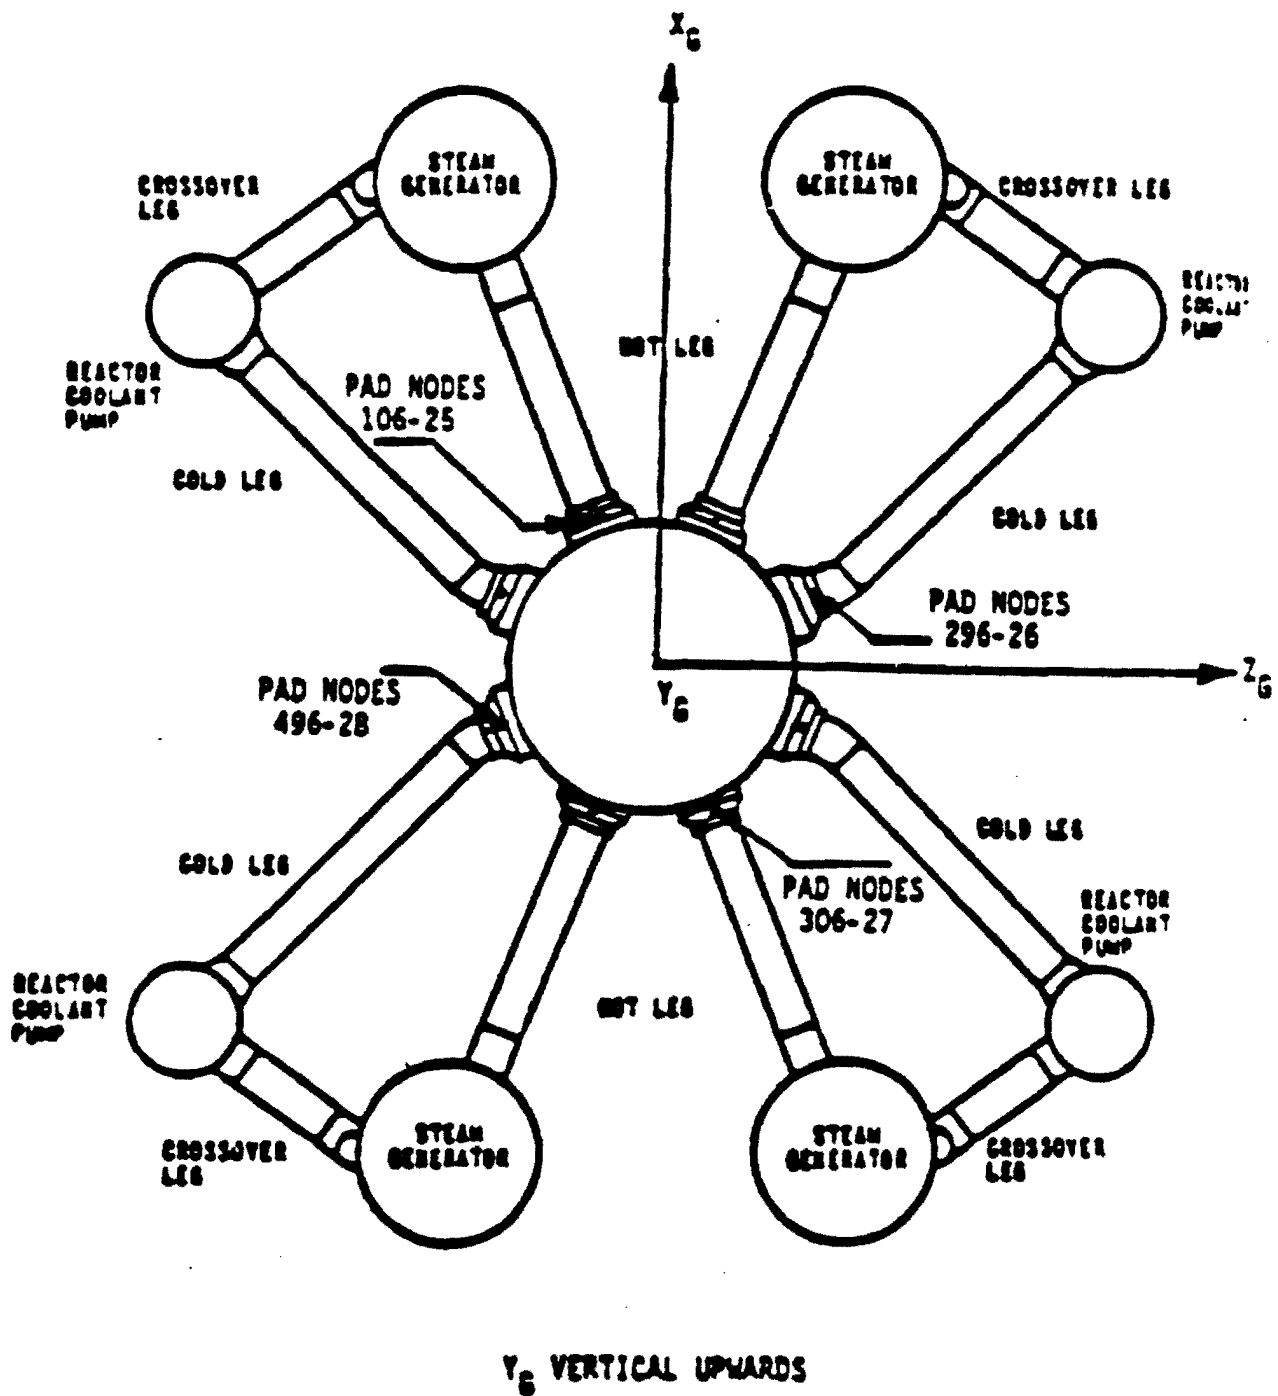 X_G
STEAM
GENERATOR
STEAM
GENERATOR
CROSSOVER
LEG
CROSSOVER LEG
REACTOR
COOLANT
PUMP
HOT LEG
REACTOR
COOLANT
PUMP
PAD NODES
106-25
COLD LEG
COLD LEG
PAD NODES
296-26
Z_G
Y_G
PAD NODES
496-28
COLD LEG
COLD LEG
PAD NODES
306-27
REACTOR
COOLANT
PUMP
REACTOR
COOLANT
PUMP
HOT LEG
STEAM
GENERATOR
STEAM
GENERATOR
CROSSOVER
LEG
CROSSOVER
LEG
Y_G VERTICAL UPWARDS